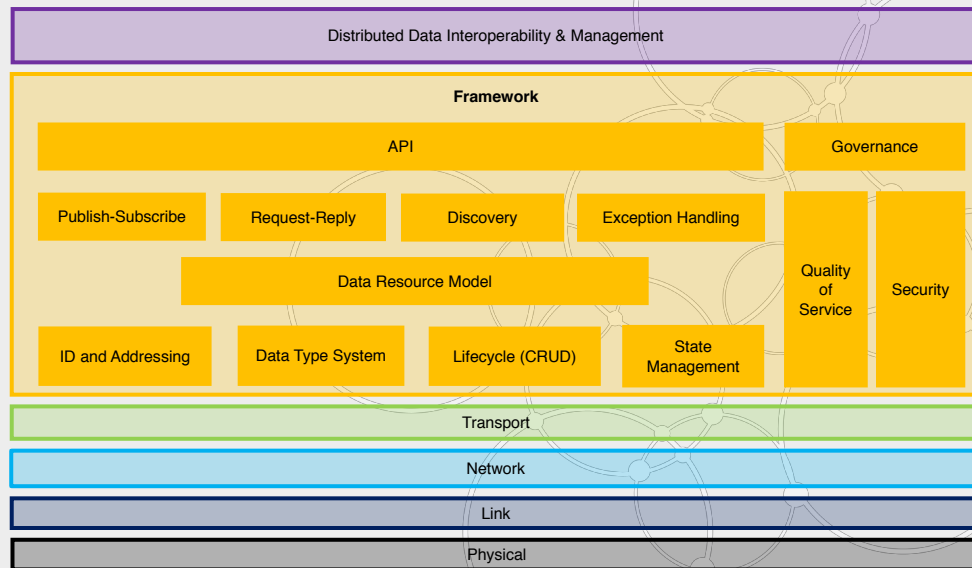 Distributed Data Interoperability & Management
Framework
API
Governance
Publish-Subscribe
Request-Reply
Discovery
Exception Handling
Quality
of
Service
Security
Data Resource Model
ID and Addressing
Data Type System
Lifecycle (CRUD)
State
Management
Transport
Network
Link
Physical